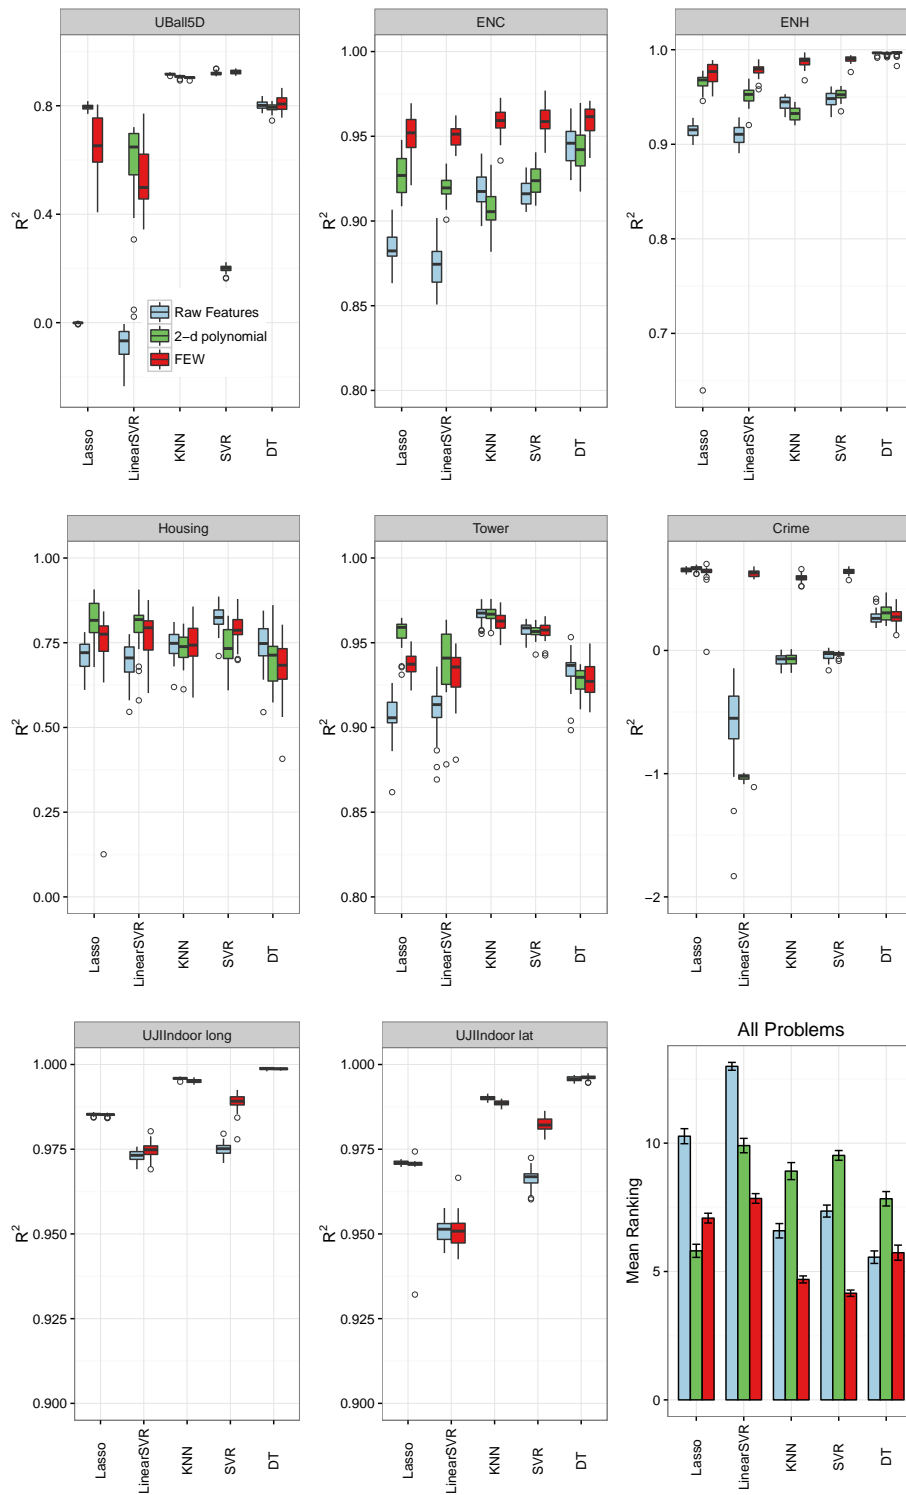 UBall5D
R²
0.8
0.4
0.0
Raw Features
2−d polynomial
FEW
Lasso
LinearSVR
KNN
SVR
DT
ENC
R²
1.00
0.95
0.90
0.85
0.80
Lasso
LinearSVR
KNN
SVR
DT
ENH
R²
1.0
0.9
0.8
0.7
Lasso
LinearSVR
KNN
SVR
DT
Housing
R²
1.00
0.75
0.50
0.25
0.00
Lasso
LinearSVR
KNN
SVR
DT
Tower
R²
1.00
0.95
0.90
0.85
0.80
Lasso
LinearSVR
KNN
SVR
DT
Crime
R²
0
−1
−2
Lasso
LinearSVR
KNN
SVR
DT
UJIIndoor long
R²
1.000
0.975
0.950
0.925
0.900
Lasso
LinearSVR
KNN
SVR
DT
UJIIndoor lat
R²
1.000
0.975
0.950
0.925
0.900
Lasso
LinearSVR
KNN
SVR
DT
All Problems
Mean Ranking
10
5
0
Lasso
LinearSVR
KNN
SVR
DT